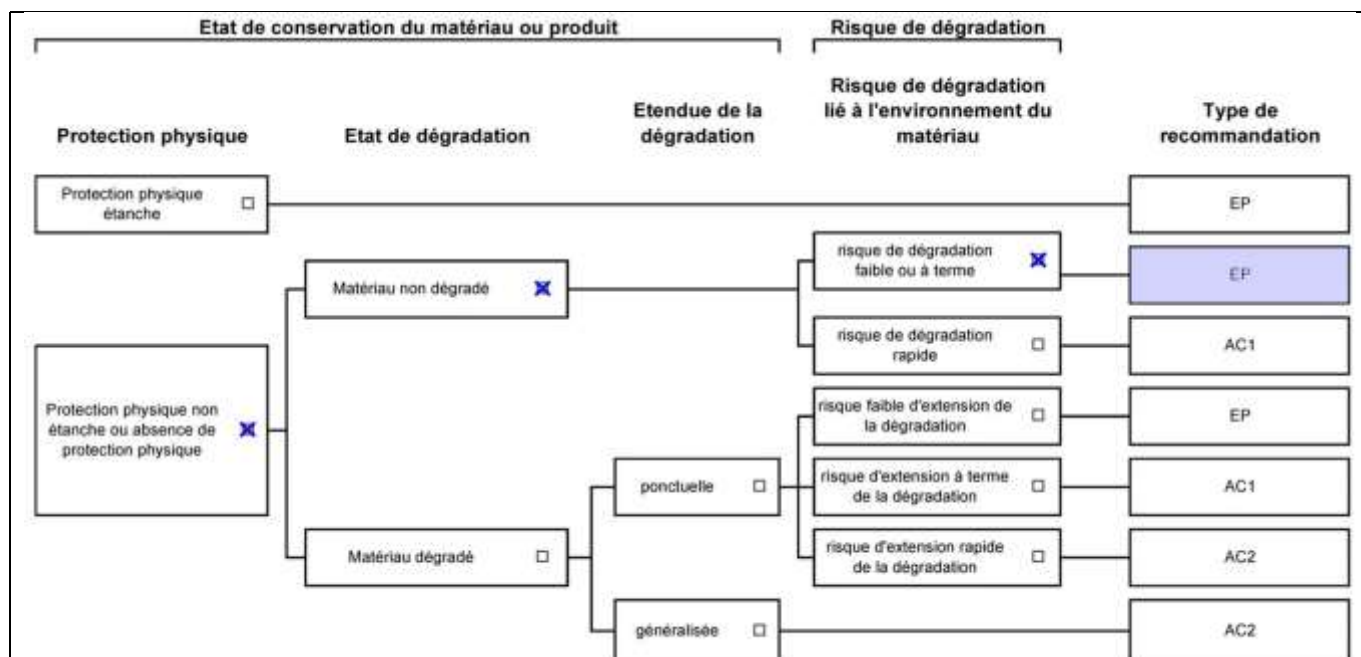 Etat de conservation du matériau ou produit
Risque de dégradation
Protection physique
Etat de dégradation
Etendue de la
dégradation
Risque de dégradation
lié à l'environnement du
matériau
Type de
recommandation
Protection physique
étanche
EP
Protection physique non
étanche ou absence de
protection physique
Matériau non dégradé
risque de dégradation
faible ou à terme
EP
risque de dégradation
rapide
AC1
Matériau dégradé
ponctuelle
risque faible d'extension de
la dégradation
EP
risque d'extension à terme
de la dégradation
AC1
risque d'extension rapide
de la dégradation
AC2
généralisée
AC2